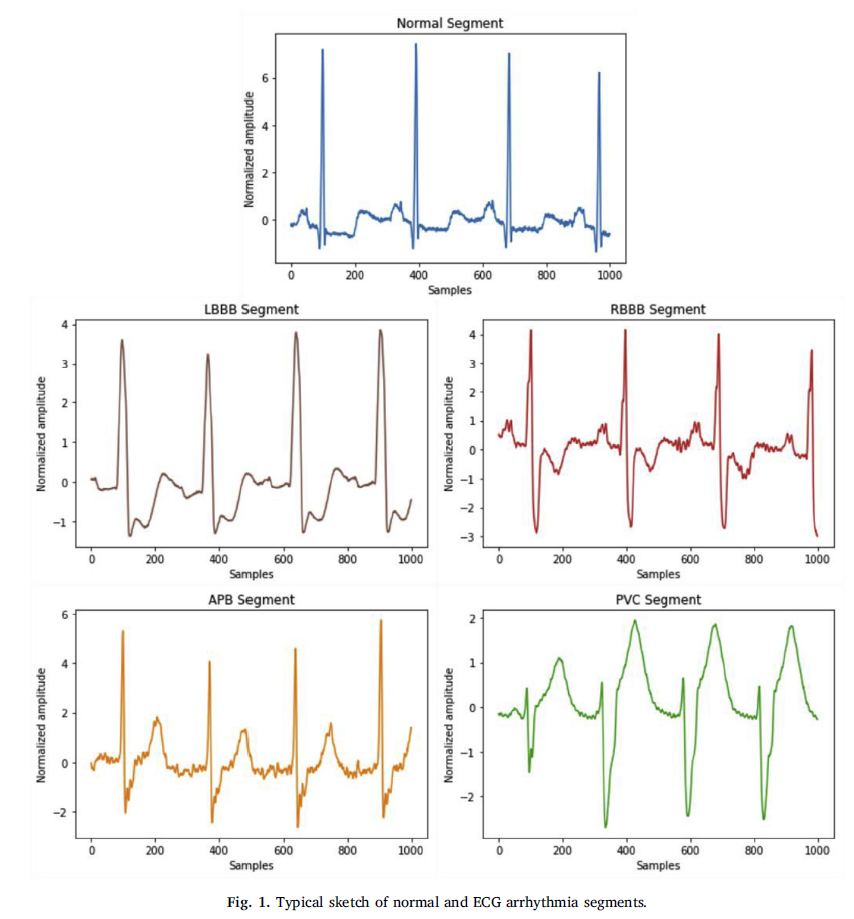 Normal Segment
Normalized amplitude
6
4
2
0
0 200 400 600 800 1000
Samples
LBBB Segment
Normalized amplitude
4
3
2
1
0
−1
0 200 400 600 800 1000
Samples
RBBB Segment
Normalized amplitude
4
3
2
1
0
−1
−2
−3
0 200 400 600 800 1000
Samples
APB Segment
Normalized amplitude
6
4
2
0
−2
0 200 400 600 800 1000
Samples
PVC Segment
Normalized amplitude
2
1
0
−1
−2
0 200 400 600 800 1000
Samples
Fig. 1. Typical sketch of normal and ECG arrhythmia segments.